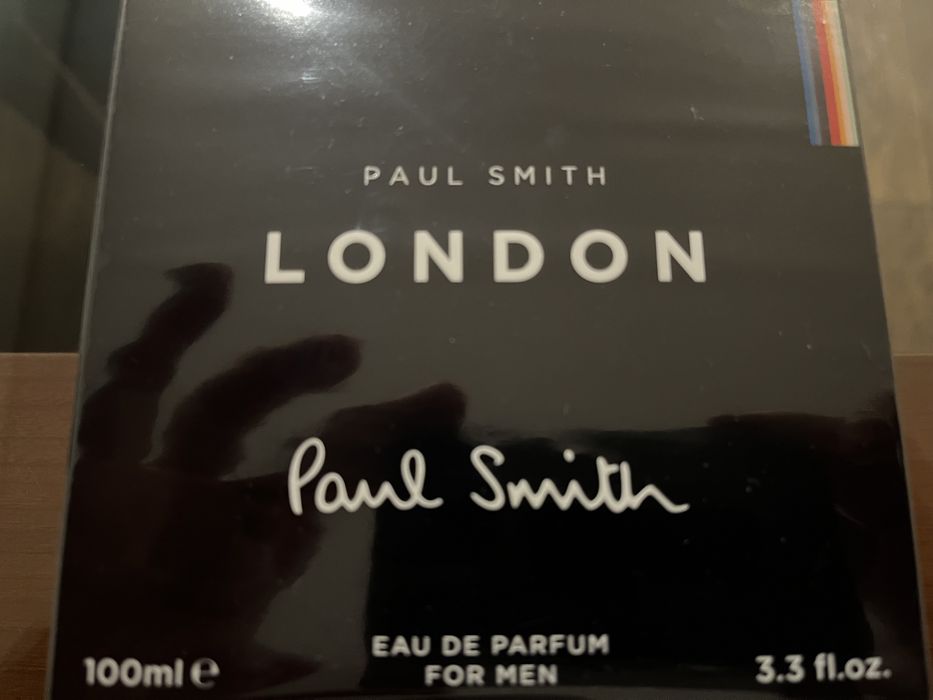 PAUL SMITH
LONDON
Paul Smith
EAU DE PARFUM
FOR MEN
100ml ℮
3.3 fl.oz.